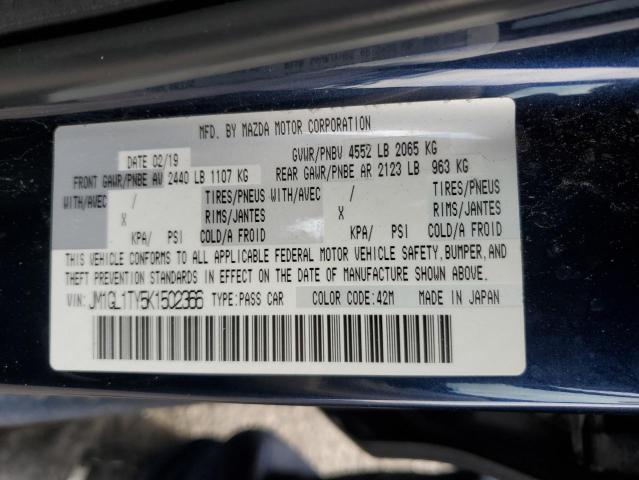 MFD. BY MAZDA MOTOR CORPORATION
DATE 02/19 GVWR/PNBV 4552 LB 2065 KG
FRONT GAWR/PNBE AV 2440 LB 1107 KG REAR GAWR/PNBE AR 2123 LB 963 KG
WITH/AVEC / TIRES/PNEUS WITH/AVEC / TIRES/PNEUS
X RIMS/JANTES X RIMS/JANTES
KPA/ PSI COLD/A FROID KPA/ PSI COLD/A FROID
THIS VEHICLE CONFORMS TO ALL APPLICABLE FEDERAL MOTOR VEHICLE SAFETY, BUMPER, AND
THEFT PREVENTION STANDARDS IN EFFECT ON THE DATE OF MANUFACTURE SHOWN ABOVE.
VIN: JM1GL1TY5K1502366 TYPE:PASS CAR COLOR CODE:42M MADE IN JAPAN